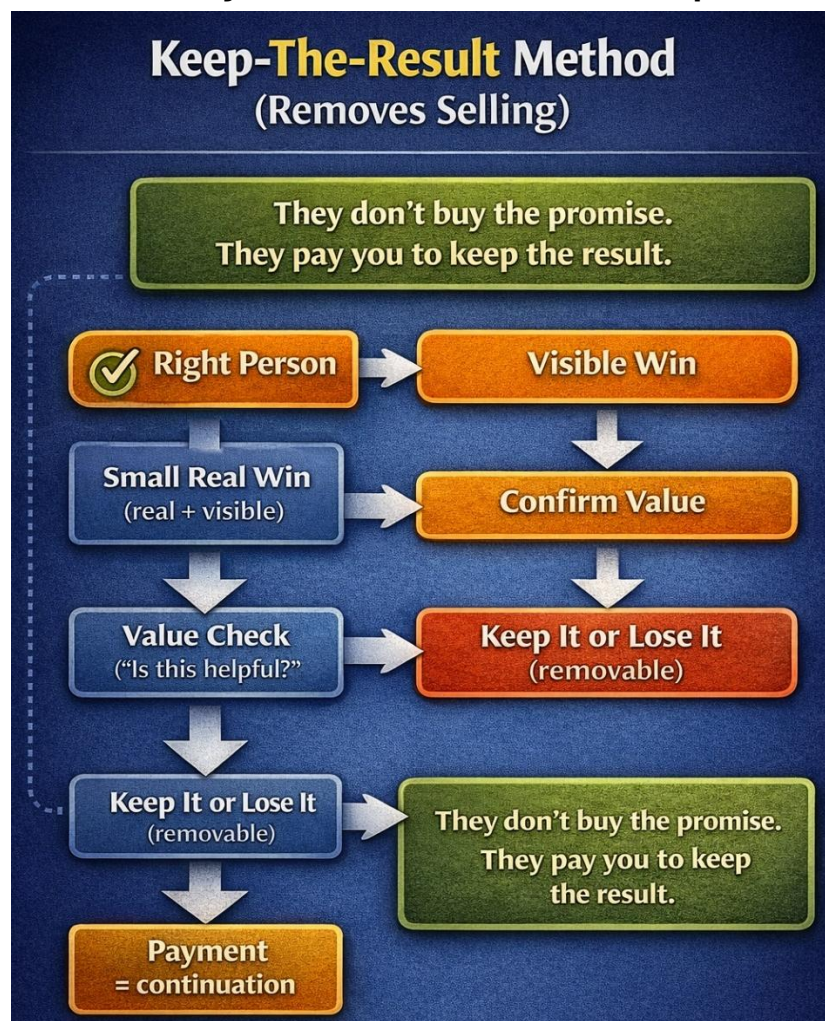 Keep-The-Result Method
(Removes Selling)
They don't buy the promise.
They pay you to keep the result.
Right Person
Visible Win
Small Real Win
(real + visible)
Confirm Value
Value Check
("Is this helpful?"
Keep It or Lose It
(removable)
Keep It or Lose It
(removable)
They don't buy the promise.
They pay you to keep
the result.
Payment
= continuation